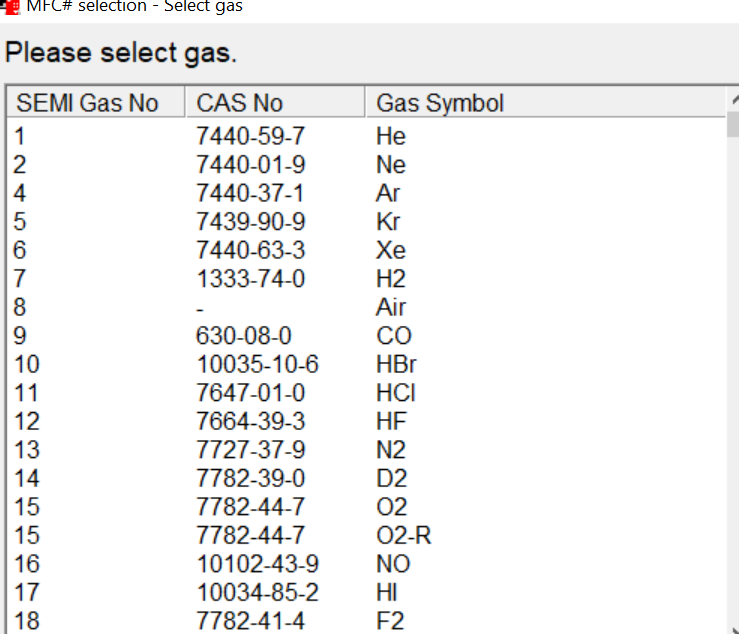 MFC# selection - Select gas
Please select gas.
SEMI Gas No CAS No Gas Symbol
1 7440-59-7 He
2 7440-01-9 Ne
4 7440-37-1 Ar
5 7439-90-9 Kr
6 7440-63-3 Xe
7 1333-74-0 H2
8 - Air
9 630-08-0 CO
10 10035-10-6 HBr
11 7647-01-0 HCl
12 7664-39-3 HF
13 7727-37-9 N2
14 7782-39-0 D2
15 7782-44-7 O2
15 7782-44-7 O2-R
16 10102-43-9 NO
17 10034-85-2 HI
18 7782-41-4 F2